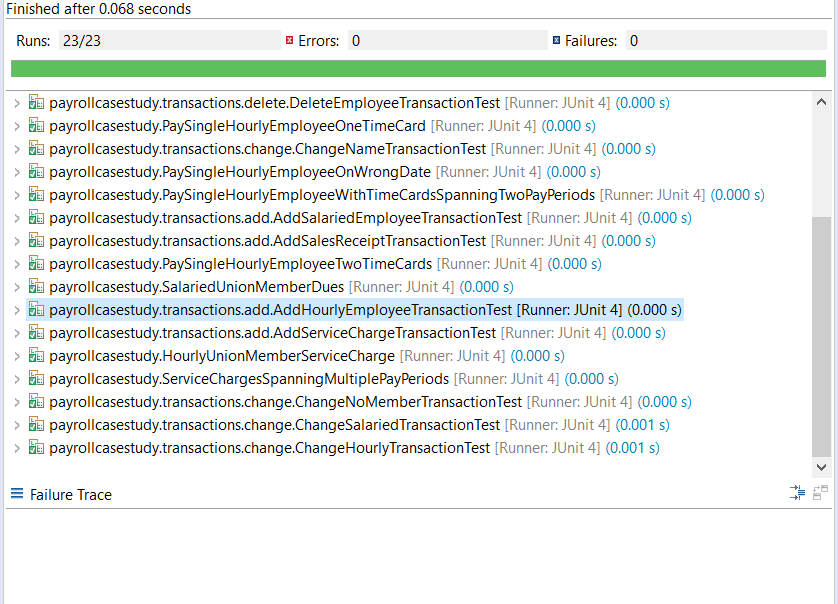 Finished after 0.068 seconds
Runs: 23/23 Errors: 0 Failures: 0
payrollcasestudy.transactions.delete.DeleteEmployeeTransactionTest [Runner: JUnit 4] (0.000 s)
payrollcasestudy.PaySingleHourlyEmployeeOneTimeCard [Runner: JUnit 4] (0.000 s)
payrollcasestudy.transactions.change.ChangeNameTransactionTest [Runner: JUnit 4] (0.000 s)
payrollcasestudy.PaySingleHourlyEmployeeOnWrongDate [Runner: JUnit 4] (0.000 s)
payrollcasestudy.PaySingleHourlyEmployeeWithTimeCardsSpanningTwoPayPeriods [Runner: JUnit 4] (0.000 s)
payrollcasestudy.transactions.add.AddSalariedEmployeeTransactionTest [Runner: JUnit 4] (0.000 s)
payrollcasestudy.transactions.add.AddSalesReceiptTransactionTest [Runner: JUnit 4] (0.000 s)
payrollcasestudy.PaySingleHourlyEmployeeTwoTimeCards [Runner: JUnit 4] (0.000 s)
payrollcasestudy.SalariedUnionMemberDues [Runner: JUnit 4] (0.000 s)
payrollcasestudy.transactions.add.AddHourlyEmployeeTransactionTest [Runner: JUnit 4] (0.000 s)
payrollcasestudy.transactions.add.AddServiceChargeTransactionTest [Runner: JUnit 4] (0.000 s)
payrollcasestudy.HourlyUnionMemberServiceCharge [Runner: JUnit 4] (0.000 s)
payrollcasestudy.ServiceChargesSpanningMultiplePayPeriods [Runner: JUnit 4] (0.000 s)
payrollcasestudy.transactions.change.ChangeNoMemberTransactionTest [Runner: JUnit 4] (0.000 s)
payrollcasestudy.transactions.change.ChangeSalariedTransactionTest [Runner: JUnit 4] (0.001 s)
payrollcasestudy.transactions.change.ChangeHourlyTransactionTest [Runner: JUnit 4] (0.001 s)
Failure Trace